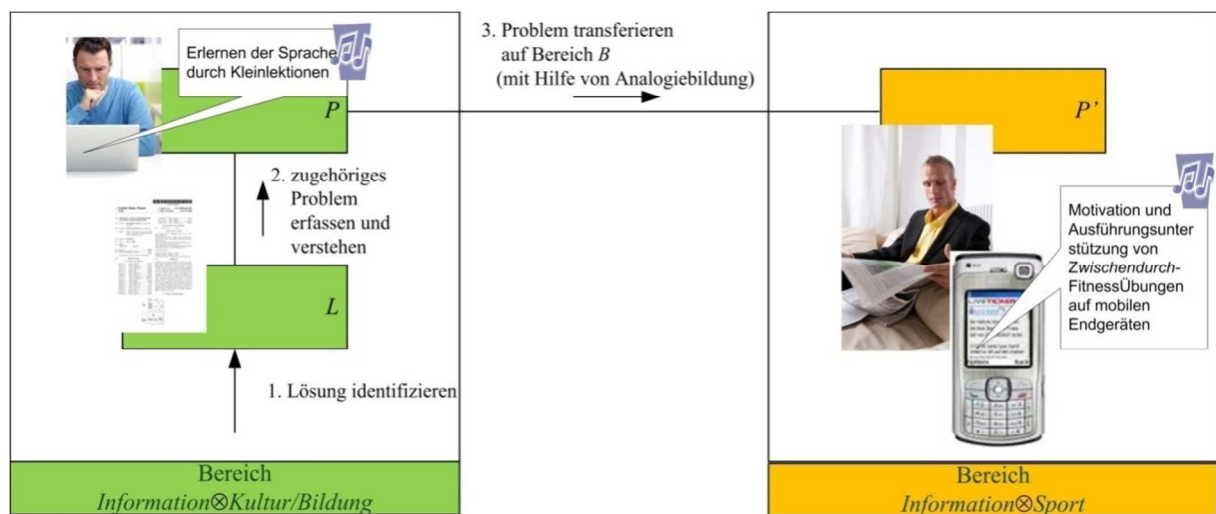 Erlernen der Sprache
durch Kleinlektionen
P
2. zugehöriges
Problem
erfassen und
verstehen
L
1. Lösung identifizieren
Bereich
Information⊗Kultur/Bildung
3. Problem transferieren
auf Bereich B
(mit Hilfe von Analogiebildung)
P’
Motivation und
Ausführungsunter
stützung von
Zwischendurch-
FitnessÜbungen
auf mobilen
Endgeräten
LIVETICKER
Bereich
Information⊗Sport